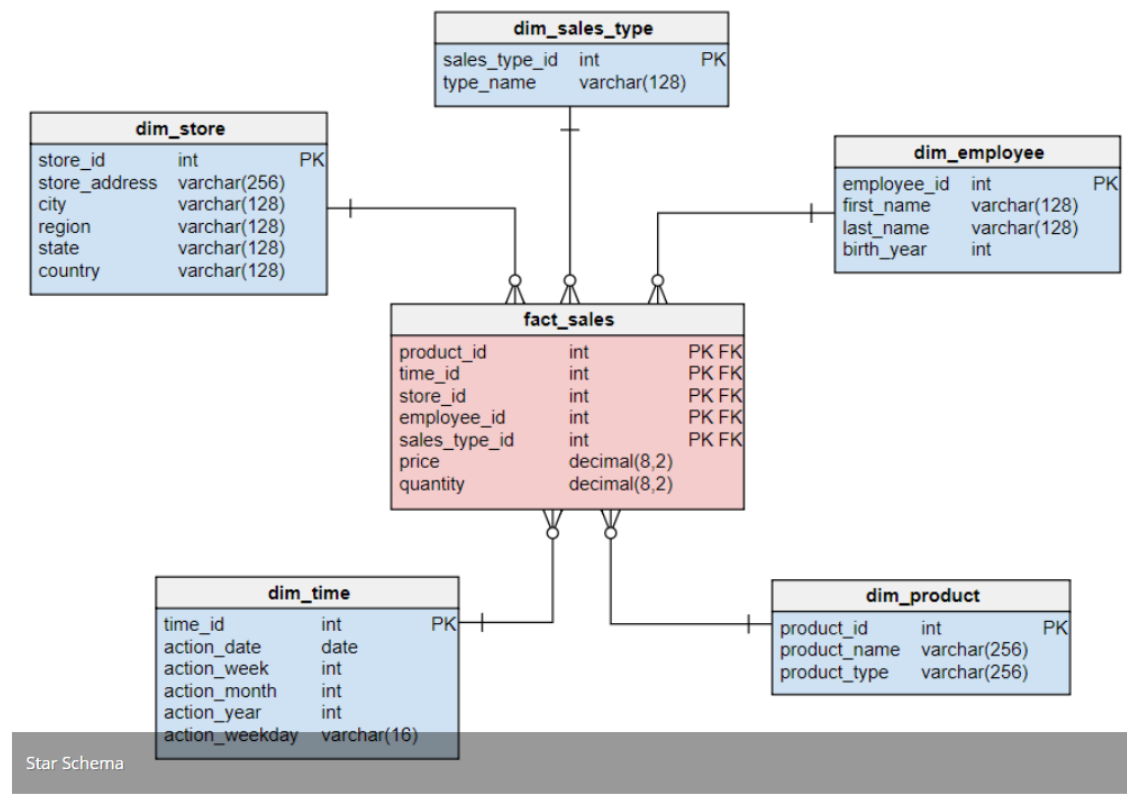 dim_sales_type
sales_type_id int PK
type_name varchar(128)
dim_store
store_id int PK
store_address varchar(256)
city varchar(128)
region varchar(128)
state varchar(128)
country varchar(128)
dim_employee
employee_id int PK
first_name varchar(128)
last_name varchar(128)
birth_year int
fact_sales
product_id int PK FK
time_id int PK FK
store_id int PK FK
employee_id int PK FK
sales_type_id int PK FK
price decimal(8,2)
quantity decimal(8,2)
dim_time
time_id int PK
action_date date
action_week int
action_month int
action_year int
action_weekday varchar(16)
dim_product
product_id int PK
product_name varchar(256)
product_type varchar(256)
Star Schema